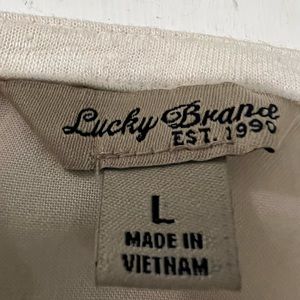 Lucky Brand
EST. 1990
L
MADE IN
VIETNAM